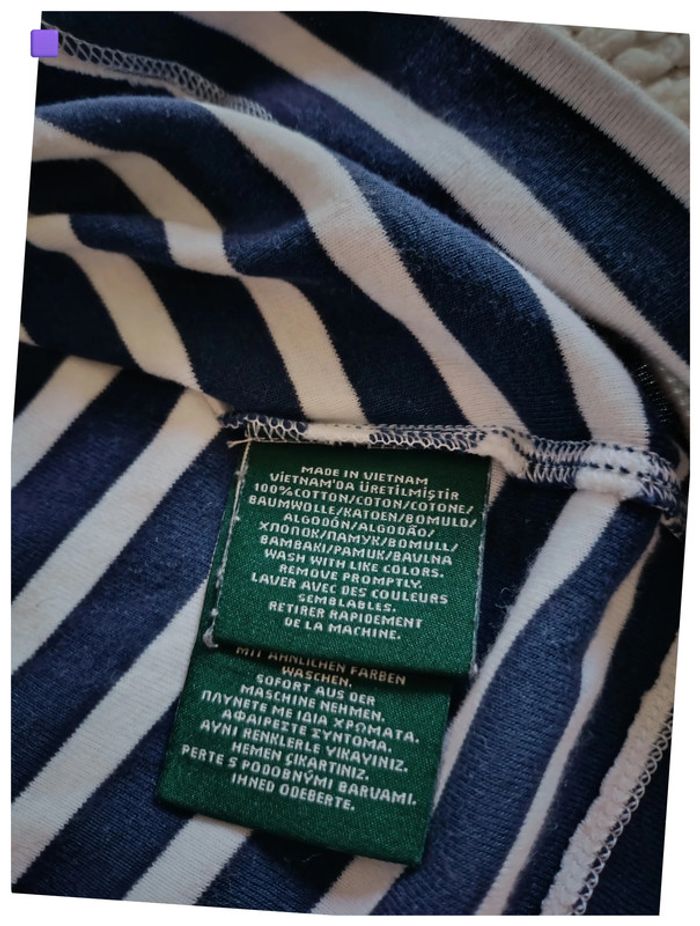 MADE IN VIETNAM
VİETNAM'DA ÜRETİLMİŞTİR
100%COTTON/COTON/COTONE/
BAUMWOLLE/KATOEN/BOMULD/
ALGODÓN/ALGODÃO/
ХЛОПОК/ПАМУК/BOMULL/
BAMBAKI/PAMUK/BAVLNA
WASH WITH LIKE COLORS.
REMOVE PROMPTLY.
LAVER AVEC DES COULEURS
SEMBLABLES.
RETIRER RAPIDEMENT
DE LA MACHINE.
MIT ÄHNLICHEN FARBEN
WASCHEN.
SOFORT AUS DER
MASCHINE NEHMEN.
ΠΛΥΝΕΤΕ ΜΕ ΙΔΙΑ ΧΡΩΜΑΤΑ.
ΑΦΑΙΡΕΣΤΕ ΣΥΝΤΟΜΑ.
AYNI RENKLERLE YIKAYINIZ.
HEMEN ÇIKARTINIZ.
PERTE S PODOBNÝMI BARVAMI.
IHNED ODEBERTE.